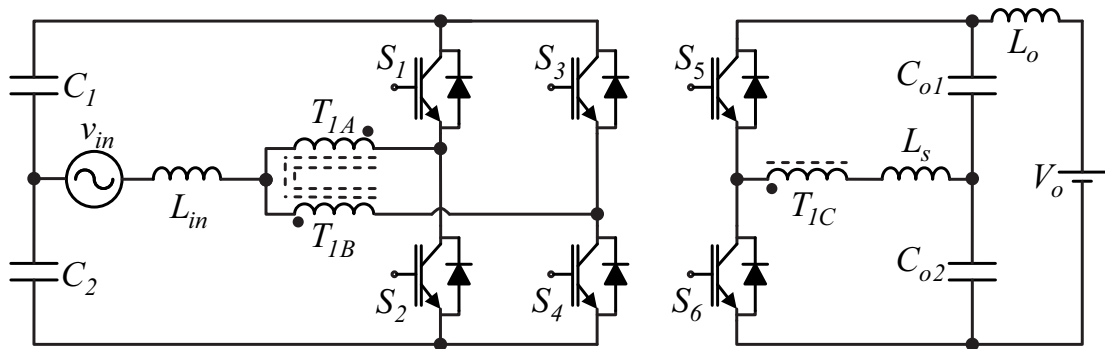 C1
S1
S3
S5
Lo
Co1
T1A
vin
Ls
Vo
Lin
T1B
T1C
C2
S2
S4
S6
Co2